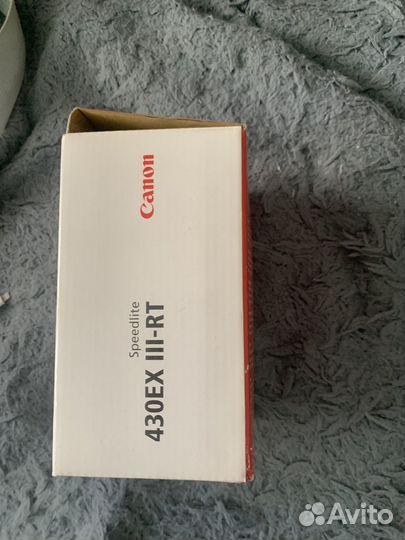 Canon
Speedlite
430EX III-RT
Avito